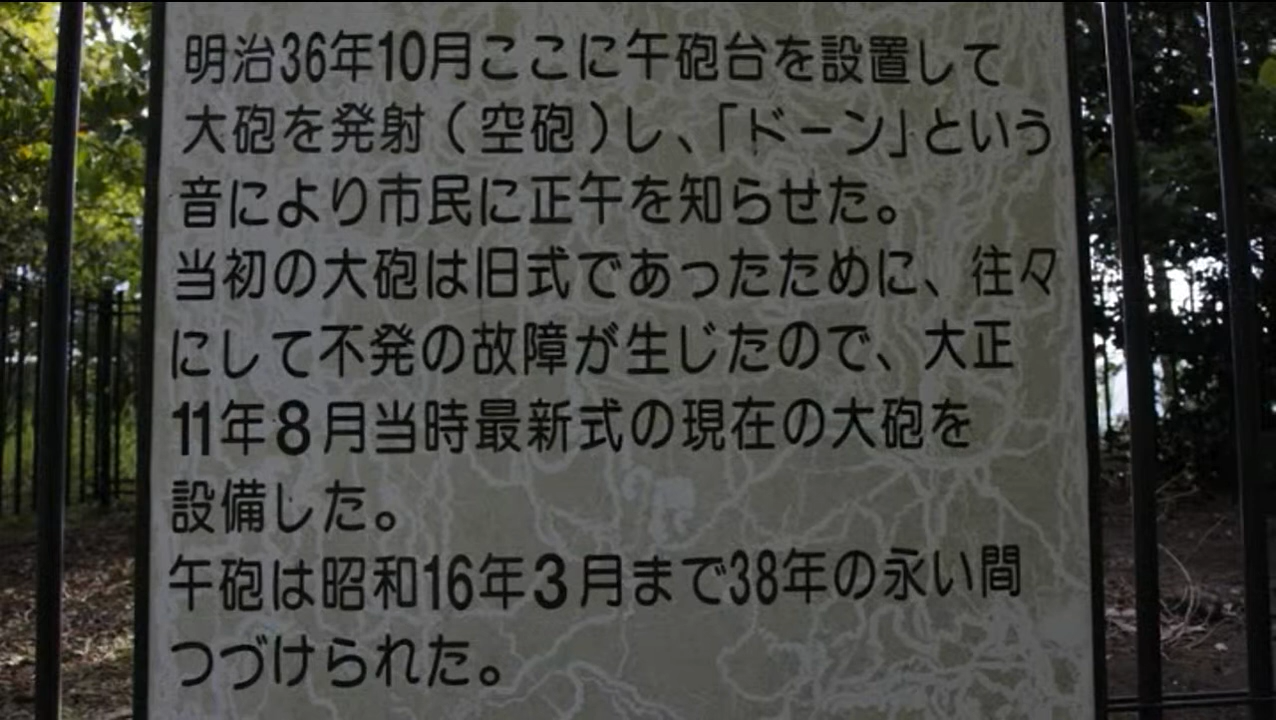 明治36年10月ここに午砲台を設置して
大砲を発射（空砲）し、「ドーン」という
音により市民に正午を知らせた。
当初の大砲は旧式であったために、往々
にして不発の故障が生じたので、大正
11年8月当時最新式の現在の大砲を
設備した。
午砲は昭和16年3月まで38年の永い間
つづけられた。